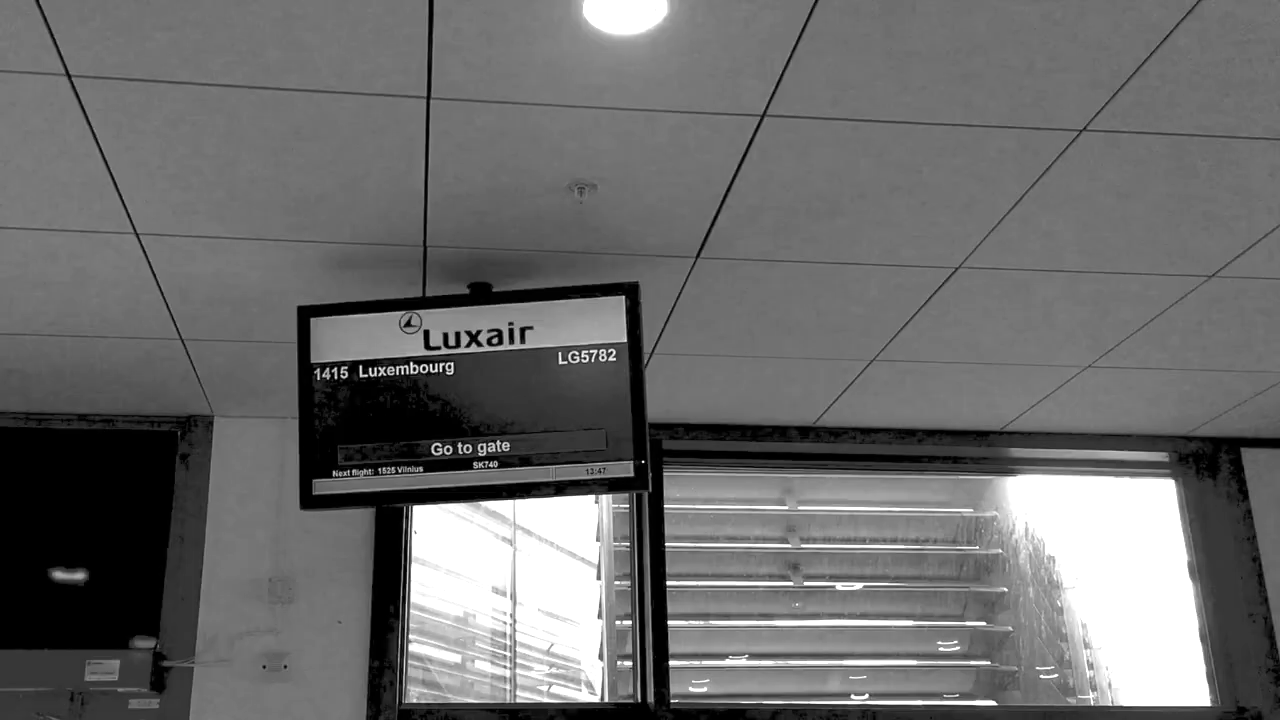 Luxair
1415 Luxembourg LG5782
Go to gate
Next flight: 1525 Vilnius SK740
13:47